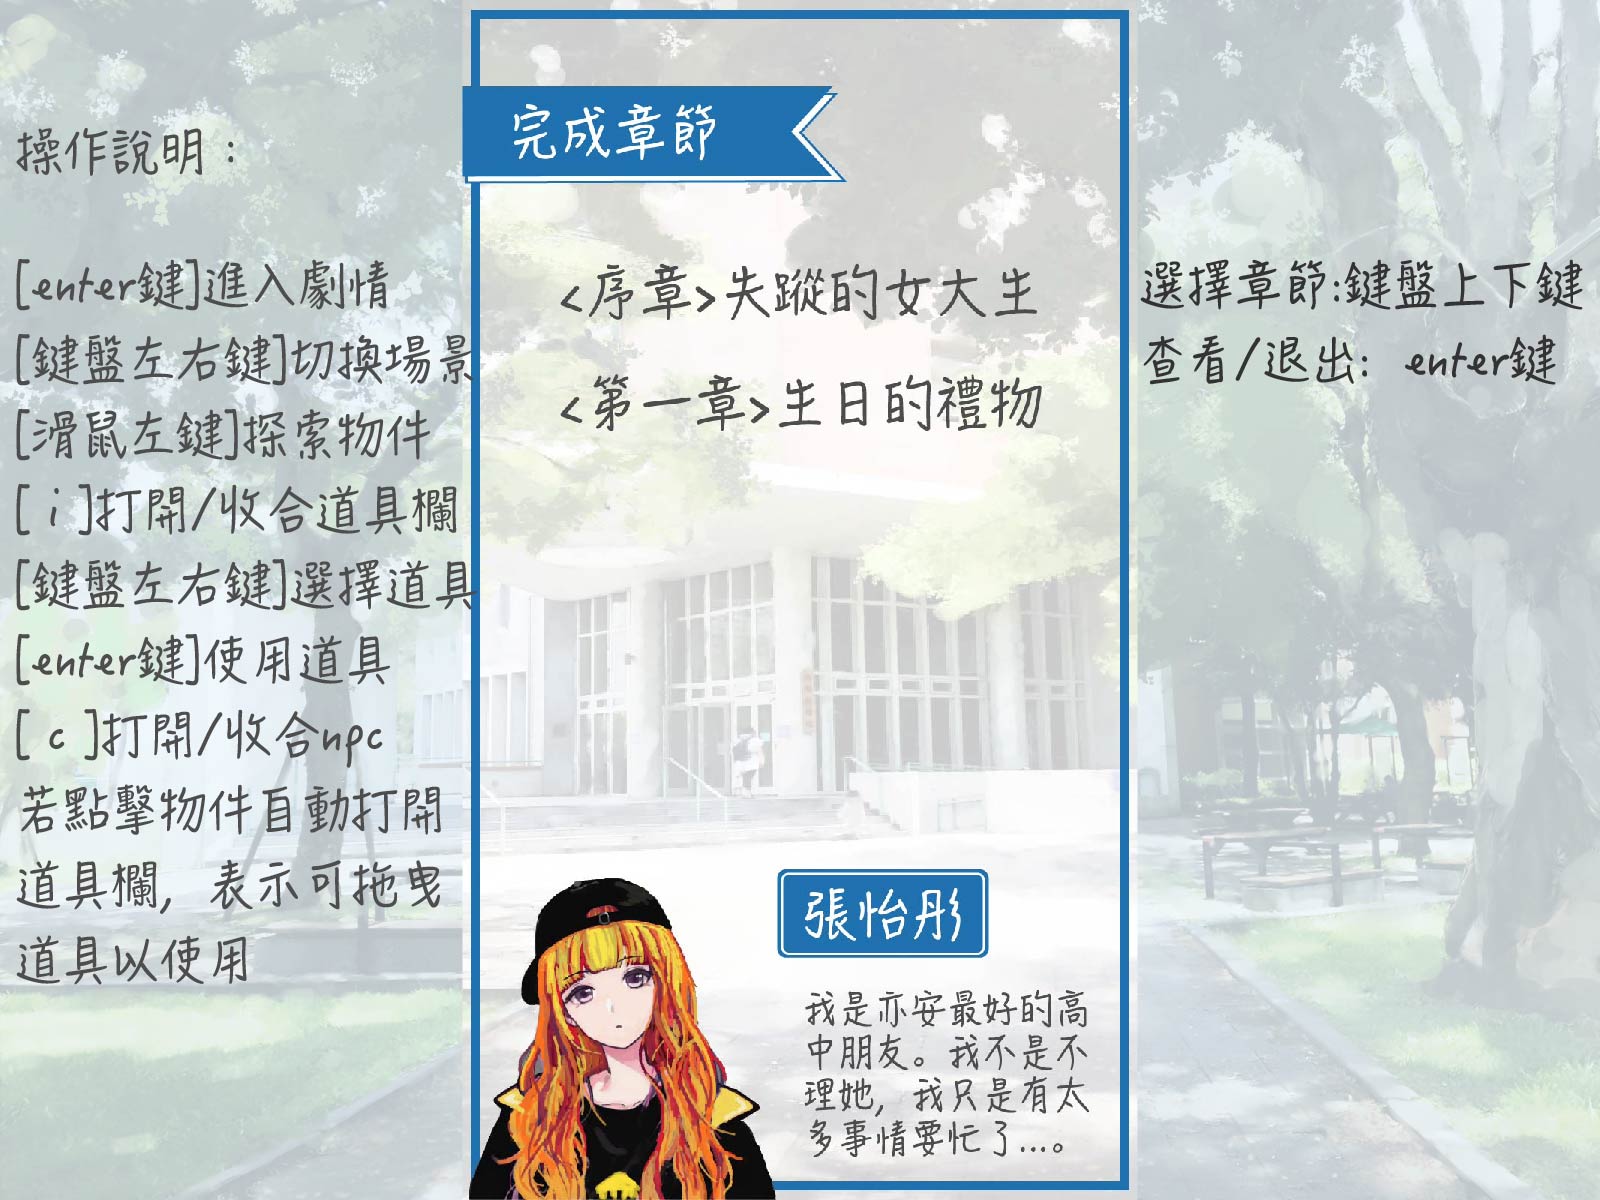 操作說明：
[enter鍵]進入劇情
[鍵盤左右鍵]切換場景
[滑鼠左鍵]探索物件
[ i ]打開/收合道具欄
[鍵盤左右鍵]選擇道具
[enter鍵]使用道具
[ c ]打開/收合npc
若點擊物件自動打開
道具欄，表示可拖曳
道具以使用
完成章節
<序章>失蹤的女大生
<第一章>生日的禮物
張怡彤
我是亦安最好的高
中朋友。我不是不
理她，我只是有太
多事情要忙了...。
選擇章節:鍵盤上下鍵
查看/退出: enter鍵